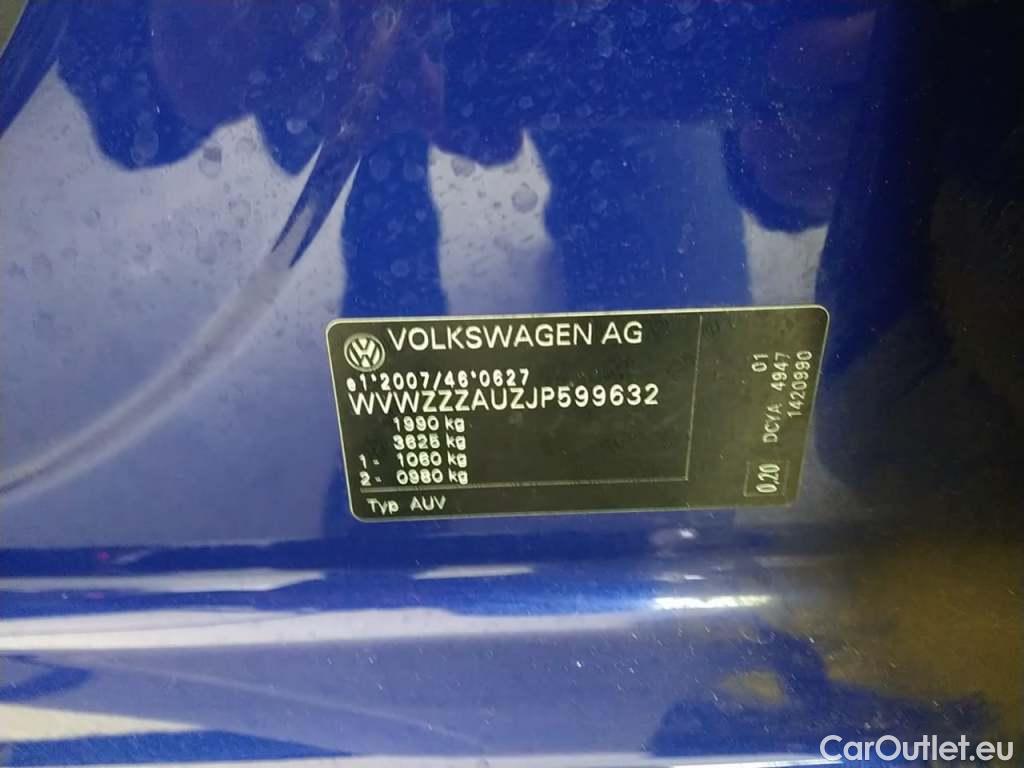 VOLKSWAGEN AG
e1*2007/46*0627
WVWZZZAUZJP599632
1990 kg
3625 kg
1- 1060 kg
2- 0980 kg
Typ AUV
01
DCYA 4947
1420990
0,20
CarOutlet.eu